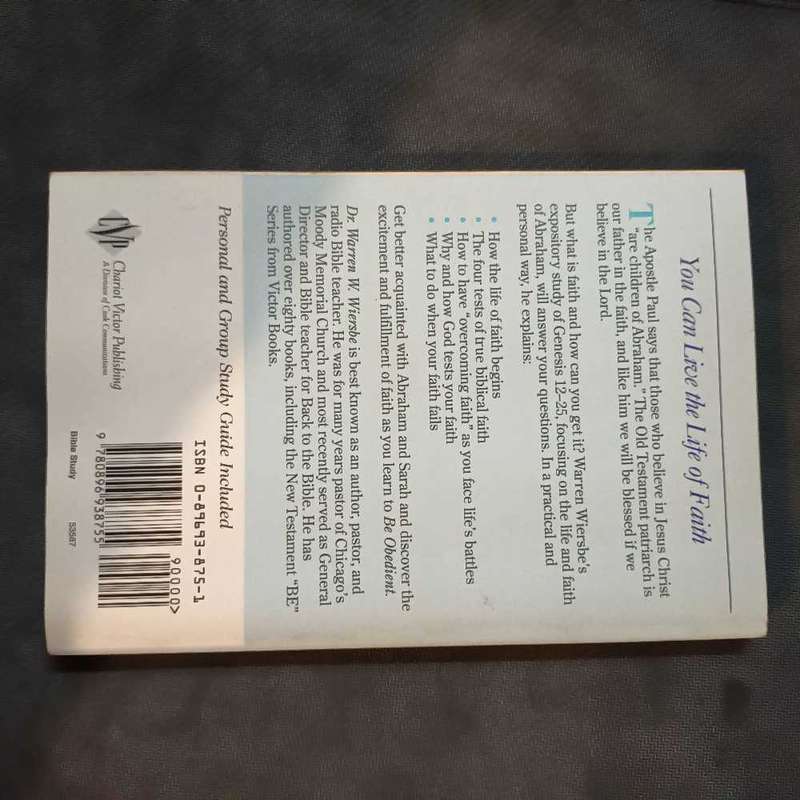 You Can Live the Life of Faith
The Apostle Paul says that those who believe in Jesus Christ
"are children of Abraham." The Old Testament patriarch is
our father in the faith, and like him we will be blessed if we
believe in the Lord.
But what is faith and how can you get it? Warren Wiersbe's
expository study of Genesis 12–25, focusing on the life and faith
of Abraham, will answer your questions. In a practical and
personal way, he explains:
• How the life of faith begins
• The four tests of true biblical faith
• How to have "overcoming faith" as you face life's battles
• Why and how God tests your faith
• What to do when your faith fails
Get better acquainted with Abraham and Sarah and discover the
excitement and fulfillment of faith as you learn to Be Obedient.
Dr. Warren W. Wiersbe is best known as an author, pastor, and
radio Bible teacher. He was for many years pastor of Chicago's
Moody Memorial Church and most recently served as General
Director and Bible teacher for Back to the Bible. He has
authored over eighty books, including the New Testament "BE"
Series from Victor Books.
Personal and Group Study Guide Included
CVP
Chariot Victor Publishing
A Division of Cook Communications
ISBN 0-89693-875-1
90000>
9 780896 938755
Bible Study 53587